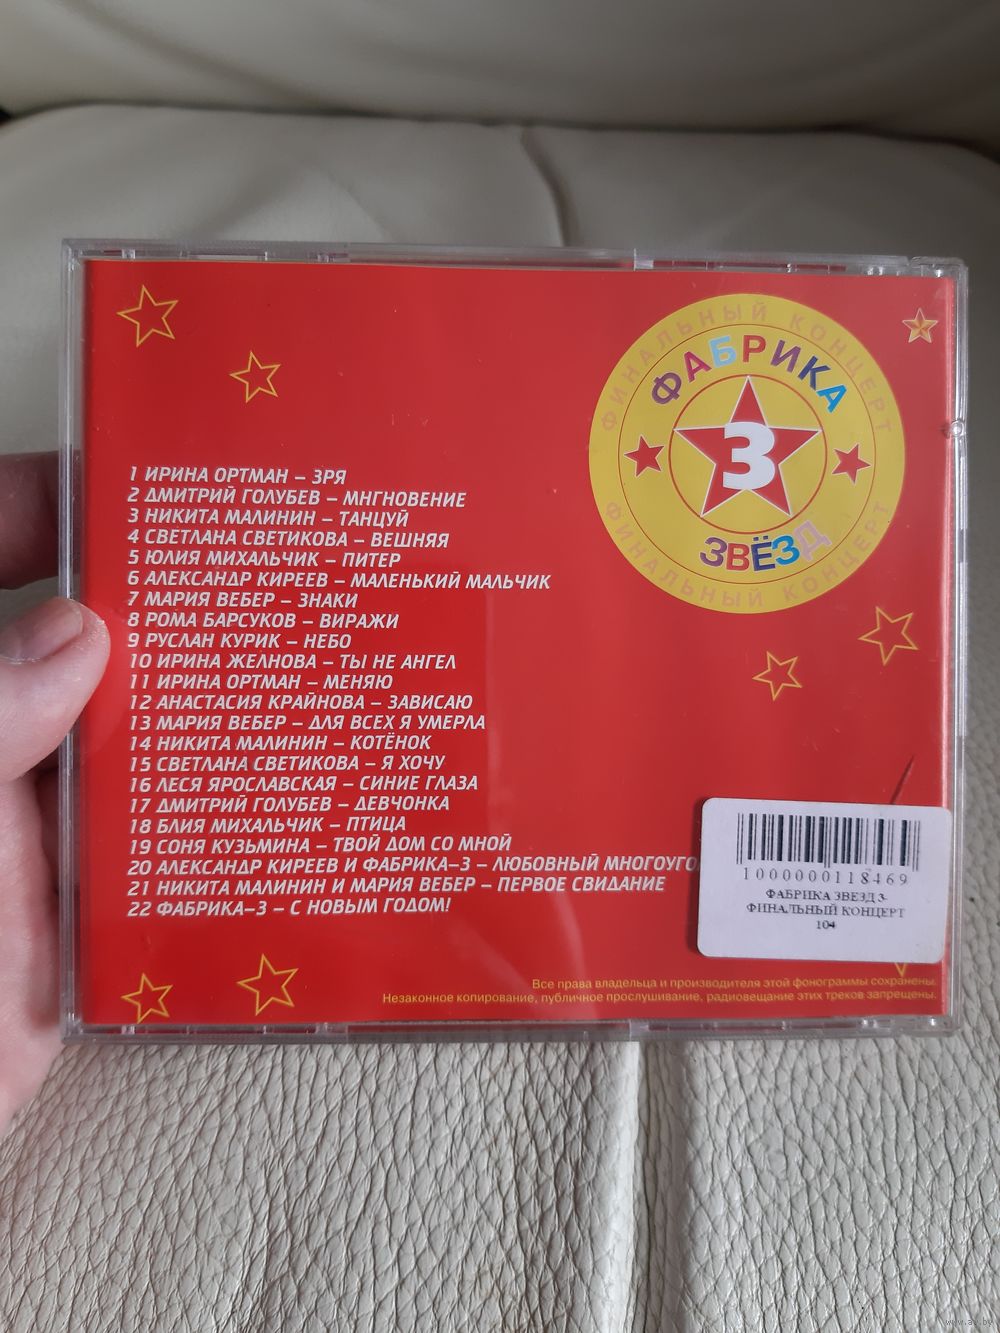 ФИНАЛЬНЫЙ КОНЦЕРТ
ФАБРИКА
3
ЗВЁЗД
ФИНАЛЬНЫЙ КОНЦЕРТ
1 ИРИНА ОРТМАН – ЗРЯ
2 ДМИТРИЙ ГОЛУБЕВ – МНГНОВЕНИЕ
3 НИКИТА МАЛИНИН – ТАНЦУЙ
4 СВЕТЛАНА СВЕТИКОВА – ВЕШНЯЯ
5 ЮЛИЯ МИХАЛЬЧИК – ПИТЕР
6 АЛЕКСАНДР КИРЕЕВ – МАЛЕНЬКИЙ МАЛЬЧИК
7 МАРИЯ ВЕБЕР – ЗНАКИ
8 РОМА БАРСУКОВ – ВИРАЖИ
9 РУСЛАН КУРИК – НЕБО
10 ИРИНА ЖЕЛНОВА – ТЫ НЕ АНГЕЛ
11 ИРИНА ОРТМАН – МЕНЯЮ
12 АНАСТАСИЯ КРАЙНОВА – ЗАВИСАЮ
13 МАРИЯ ВЕБЕР – ДЛЯ ВСЕХ Я УМЕРЛА
14 НИКИТА МАЛИНИН – КОТЁНОК
15 СВЕТЛАНА СВЕТИКОВА – Я ХОЧУ
16 ЛЕСЯ ЯРОСЛАВСКАЯ – СИНИЕ ГЛАЗА
17 ДМИТРИЙ ГОЛУБЕВ – ДЕВЧОНКА
18 БЛИЯ МИХАЛЬЧИК – ПТИЦА
19 СОНЯ КУЗЬМИНА – ТВОЙ ДОМ СО МНОЙ
20 АЛЕКСАНДР КИРЕЕВ И ФАБРИКА–3 – ЛЮБОВНЫЙ МНОГОУГО
21 НИКИТА МАЛИНИН И МАРИЯ ВЕБЕР – ПЕРВОЕ СВИДАНИЕ
22 ФАБРИКА–3 – С НОВЫМ ГОДОМ!
1000000118469
ФАБРИКА ЗВЕЗД 3-
ФИНАЛЬНЫЙ КОНЦЕРТ
104
Все права владельца и производителя этой фонограммы сохранены.
Незаконное копирование, публичное прослушивание, радиовещание этих треков запрещены.
www.av.by